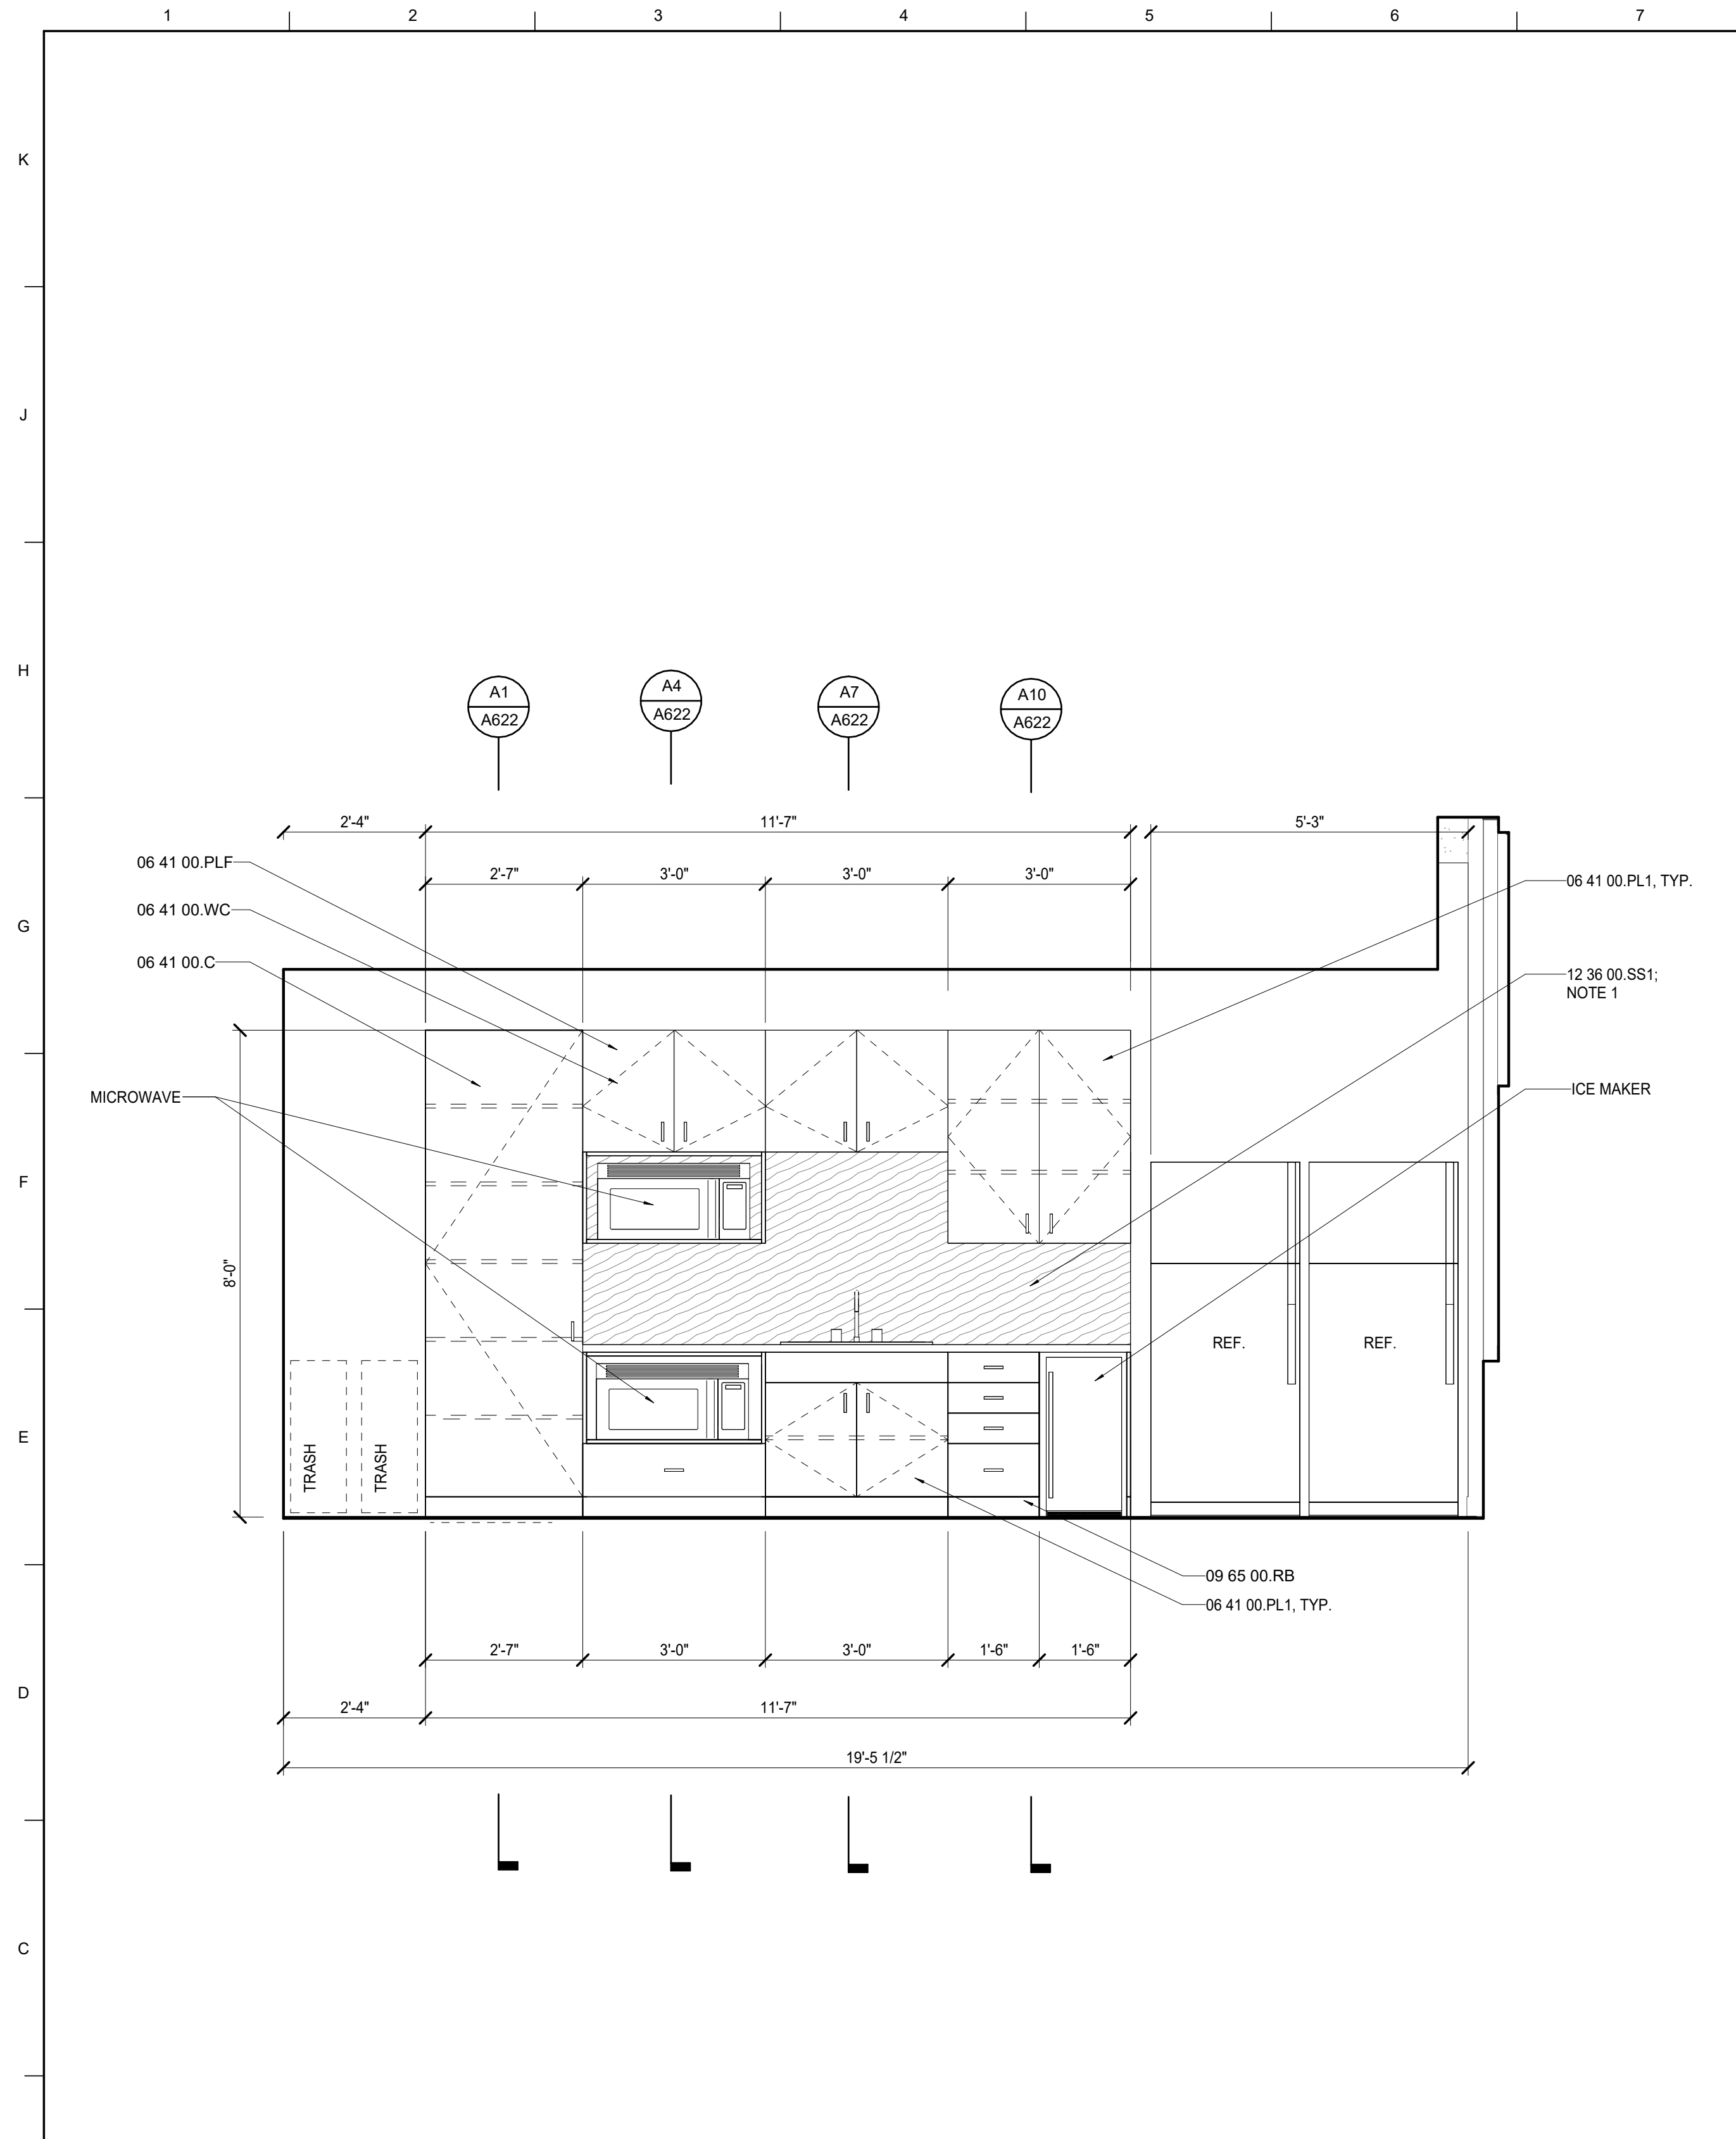 1 2 3 4 5 6 7
K
J
H
A1 A4 A7 A10
A622 A622 A622 A622
2'-4" 11'-7" 5'-3"
06 41 00.PLF
2'-7" 3'-0" 3'-0" 3'-0"
06 41 00.PL1, TYP.
06 41 00.WC
G
06 41 00.C
12 36 00.SS1;
NOTE 1
MICROWAVE
ICE MAKER
F
8'-0"
REF. REF.
E
TRASH TRASH
09 65 00.RB
06 41 00.PL1, TYP.
2'-7" 3'-0" 3'-0" 1'-6" 1'-6"
D
2'-4" 11'-7"
19'-5 1/2"
C